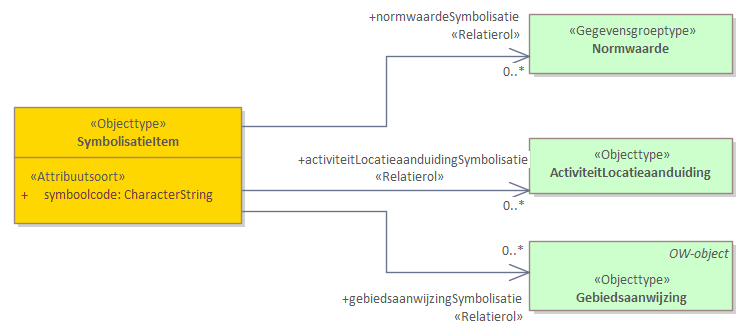 +normwaardeSymbolisatie
«Relatierol»
0..*
«Gegevensgroeptype»
Normwaarde
«Objecttype»
SymbolisatieItem
«Attribuutsoort»
+ symboolcode: CharacterString
+activiteitLocatieaanduidingSymbolisatie
«Relatierol»
0..*
«Objecttype»
ActiviteitLocatieaanduiding
0..*
+gebiedsaanwijzingSymbolisatie
«Relatierol»
OW-object
«Objecttype»
Gebiedsaanwijzing